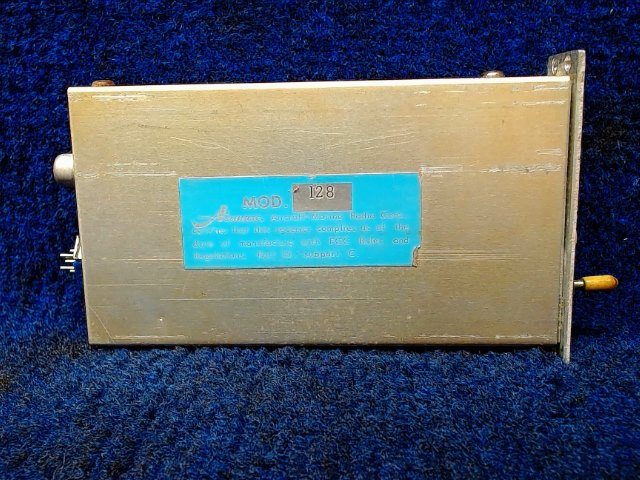 MOD. 128
Aircraft-Marine Radio Corp.
that this receiver complies as of the
date of manufacture with FCC Rules and
Regulations, Part 15, subpart C.